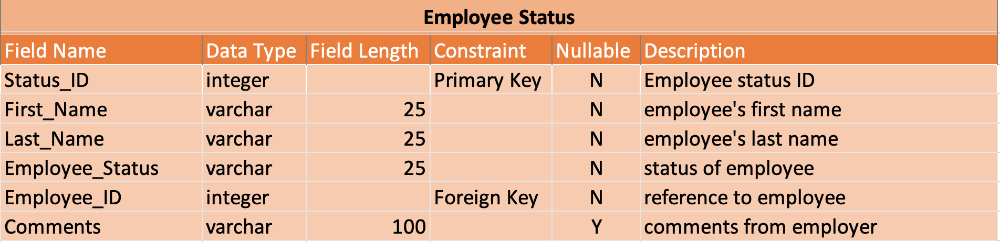 Employee Status
Field Name Data Type Field Length Constraint Nullable Description
Status_ID integer Primary Key N Employee status ID
First_Name varchar 25 N employee's first name
Last_Name varchar 25 N employee's last name
Employee_Status varchar 25 N status of employee
Employee_ID integer Foreign Key N reference to employee
Comments varchar 100 Y comments from employer